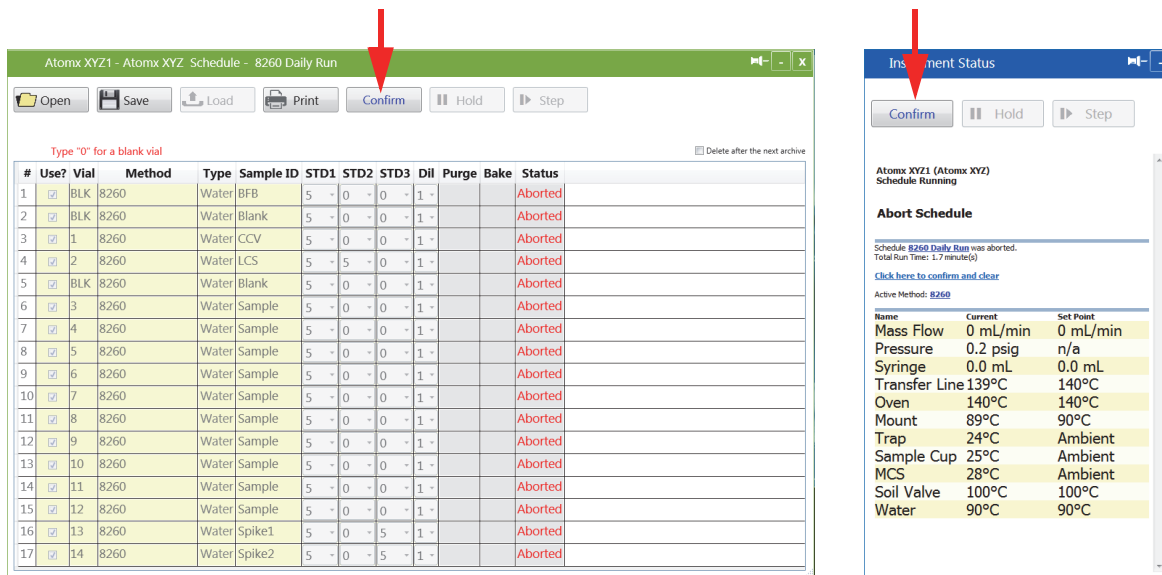 Atomx XYZ1 - Atomx XYZ Schedule - 8260 Daily Run
Open Save Load Print Confirm Hold Step
Type "0" for a blank vial
Delete after the next archive
# Use? Vial Method Type Sample ID STD1 STD2 STD3 Dil Purge Bake Status
1 BLK 8260 Water BFB 5 0 0 1 Aborted
2 BLK 8260 Water Blank 5 0 0 1 Aborted
3 1 8260 Water CCV 5 0 0 1 Aborted
4 2 8260 Water LCS 5 5 0 1 Aborted
5 BLK 8260 Water Blank 5 0 0 1 Aborted
6 3 8260 Water Sample 5 0 0 1 Aborted
7 4 8260 Water Sample 5 0 0 1 Aborted
8 5 8260 Water Sample 5 0 0 1 Aborted
9 6 8260 Water Sample 5 0 0 1 Aborted
10 7 8260 Water Sample 5 0 0 1 Aborted
11 8 8260 Water Sample 5 0 0 1 Aborted
12 9 8260 Water Sample 5 0 0 1 Aborted
13 10 8260 Water Sample 5 0 0 1 Aborted
14 11 8260 Water Sample 5 0 0 1 Aborted
15 12 8260 Water Sample 5 0 0 1 Aborted
16 13 8260 Water Spike1 5 0 5 1 Aborted
17 14 8260 Water Spike2 5 0 5 1 Aborted
Status
Confirm Hold Step
Atomx XYZ1 (Atomx XYZ)
Schedule Running
Abort Schedule
Schedule 8260 Daily Run was aborted.
Total Run Time: 1.7 minute(s)
Click here to confirm and clear
Active Method: 8260
Name Current Set Point
Mass Flow 0 mL/min 0 mL/min
Pressure 0.2 psig n/a
Syringe 0.0 mL 0.0 mL
Transfer Line 139°C 140°C
Oven 140°C 140°C
Mount 89°C 90°C
Trap 24°C Ambient
Sample Cup 25°C Ambient
MCS 28°C Ambient
Soil Valve 100°C 100°C
Water 90°C 90°C